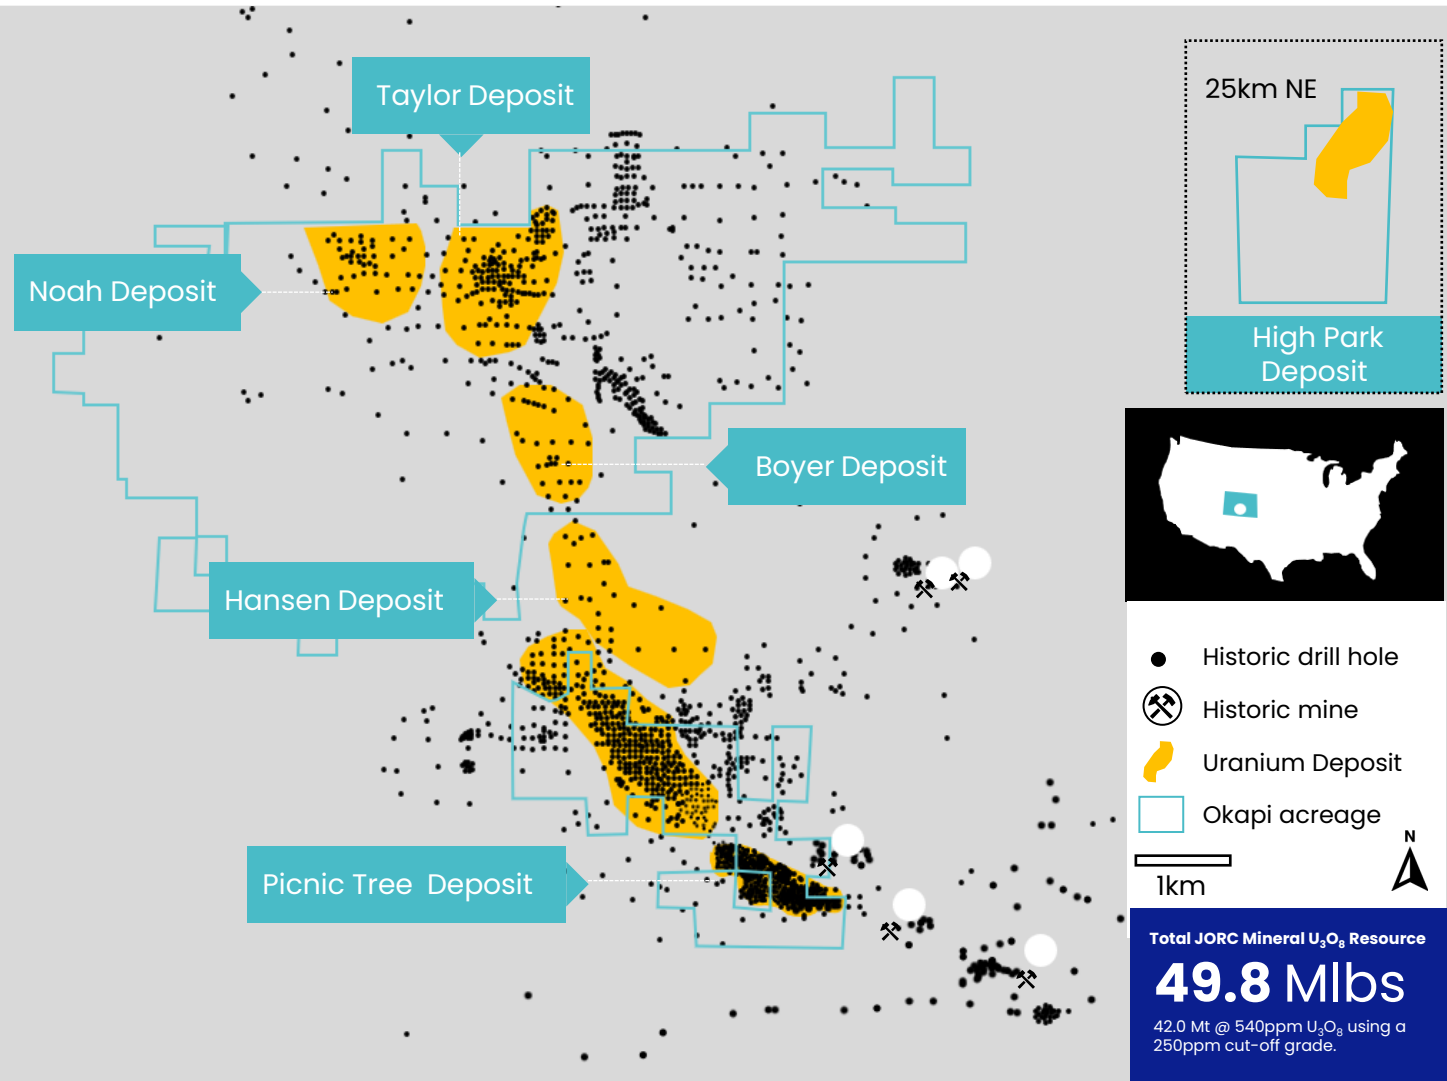 Taylor Deposit
25km NE
Noah Deposit
High Park
Deposit
Boyer Deposit
Hansen Deposit
Historic drill hole
Historic mine
Uranium Deposit
Okapi acreage
N
1km
Picnic Tree Deposit
Total JORC Mineral U₃O₈ Resource
49.8 Mlbs
42.0 Mt @ 540ppm U₃O₈ using a
250ppm cut-off grade.